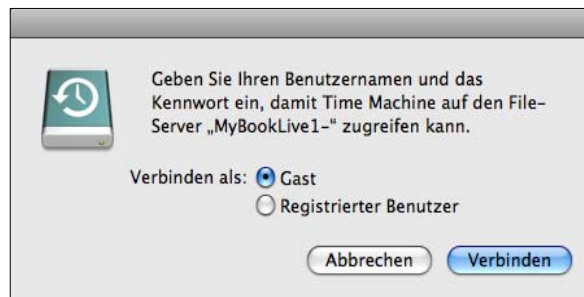 Geben Sie Ihren Benutzernamen und das
Kennwort ein, damit Time Machine auf den File-
Server „MyBookLive1-“ zugreifen kann.
Verbinden als: Gast
Registrierter Benutzer
Abbrechen Verbinden